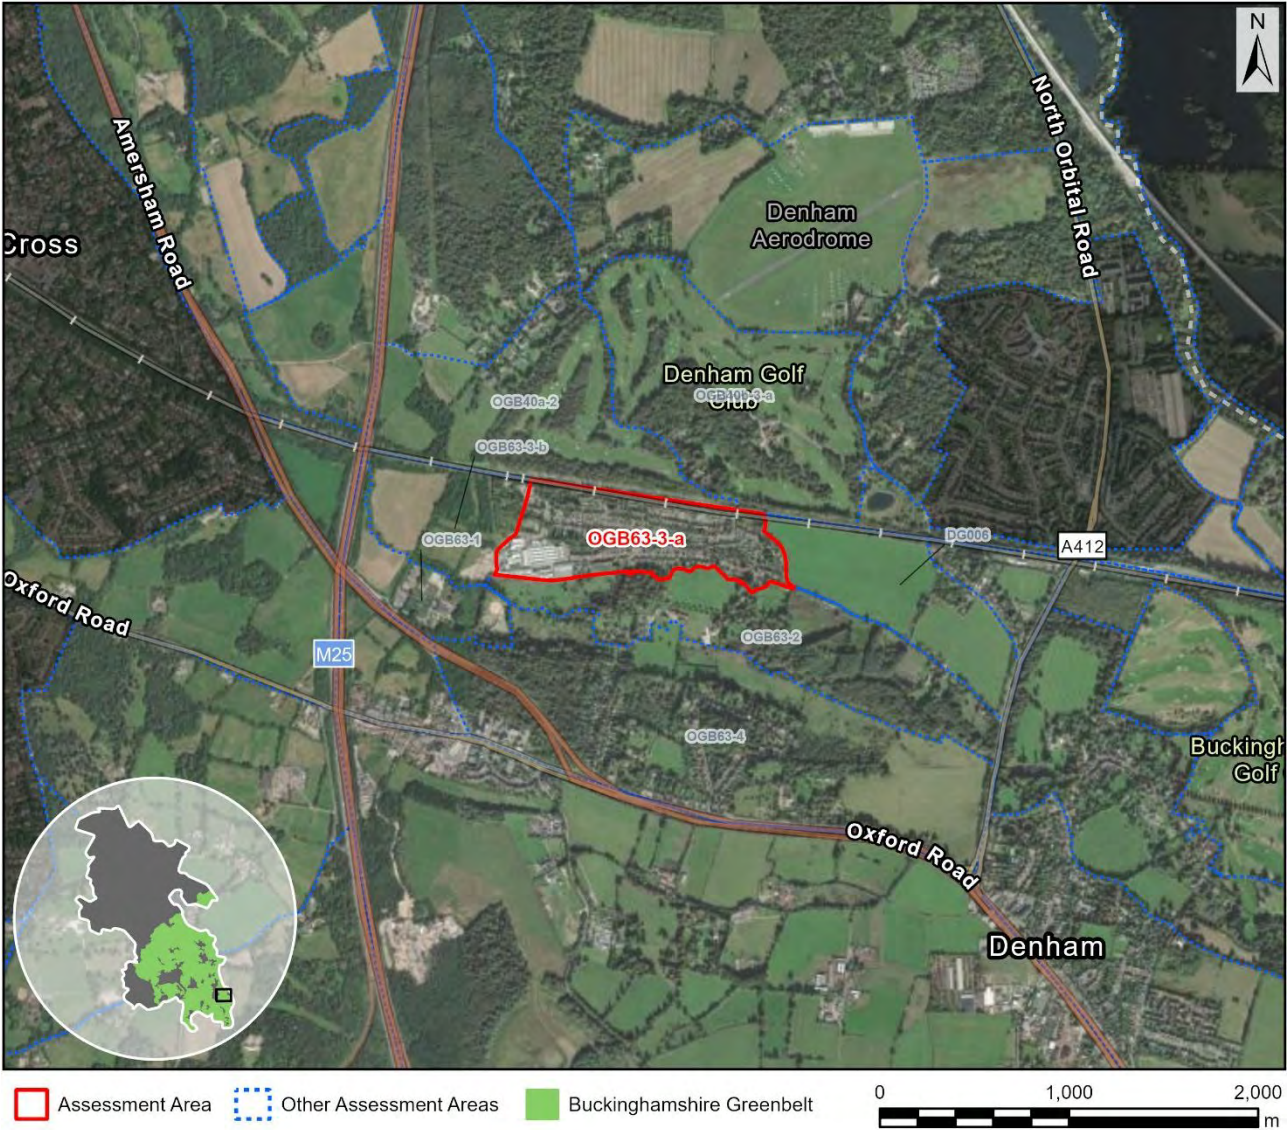 N
North Orbital Road
Amersham Road
Denham
Aerodrome
Cross
Denham Golf
Club
OGB40a-2
OGB63-3-b
OGB63-3-a
OGB63-1
DG006
A412
Oxford Road
M25
OGB63-2
OGB63-4
Buckingh
Golf
Oxford Road
Denham
Assessment Area
Other Assessment Areas
Buckinghamshire Greenbelt
0 1,000 2,000
m